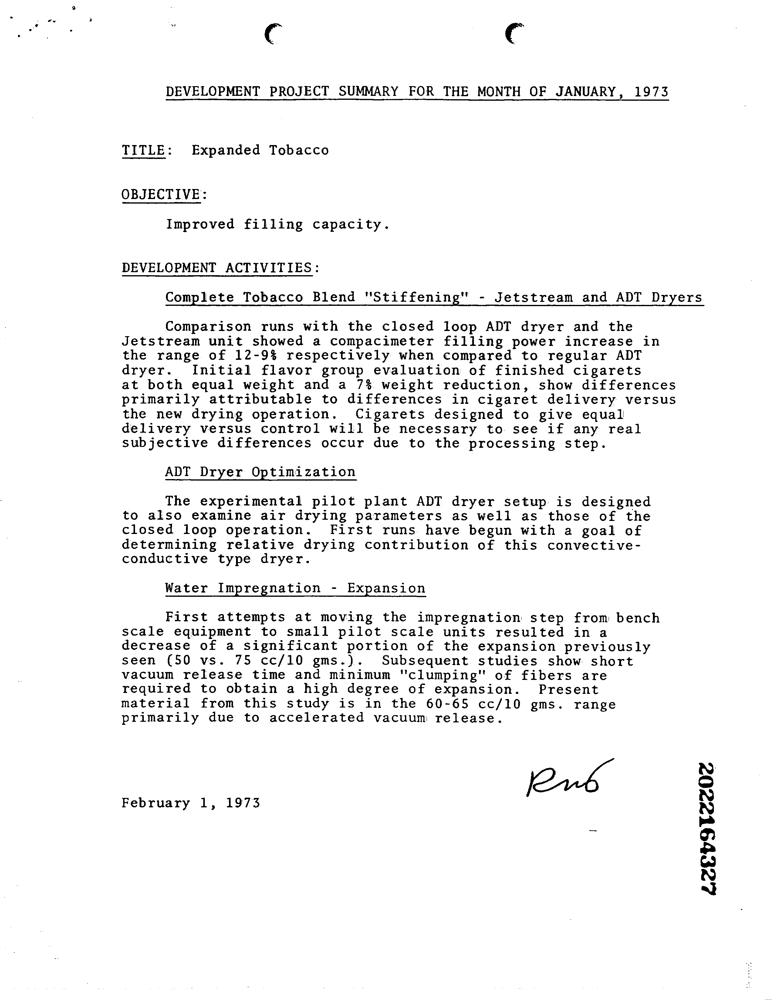 DEVELOPMENT PROJECT SUMMARY FOR THE MONTH OF JANUARY, 1973
TITLE: Expanded Tobacco
OBJECTIVE:
Improved filling capacity.
DEVELOPMENT ACTIVITIES:
Complete Tobacco Blend "Stiffening" - Jetstream and ADT Dryers
Comparison runs with the closed loop ADT dryer and the
Jetstream unit showed a compacimeter filling power increase in
the range of 12-9% respectively when compared to regular ADT
dryer. Initial flavor group evaluation of finished cigarets
at both equal weight and a 7% weight reduction, show differences
primarily attributable to differences in cigaret delivery versus
the new drying operation. Cigarets designed to give equal
delivery versus control will be necessary to see if any real
subjective differences occur due to the processing step.
ADT Dryer Optimization
The experimental pilot plant ADT dryer setup is designed
to also examine air drying parameters as well as those of the
closed loop operation. First runs have begun with a goal of
determining relative drying contribution of this convective-
conductive type dryer.
Water Impregnation - Expansion
First attempts at moving the impregnation step from bench
scale equipment to small pilot scale units resulted in a
decrease of a significant portion of the expansion previously
seen (50 vs. 75 cc/10 gms.). Subsequent studies show short
vacuum release time and minimum "clumping" of fibers are
required to obtain a high degree of expansion. Present
material from this study is in the 60-65 cc/10 gms. range
primarily due to accelerated vacuum release.
February 1, 1973
2022164327